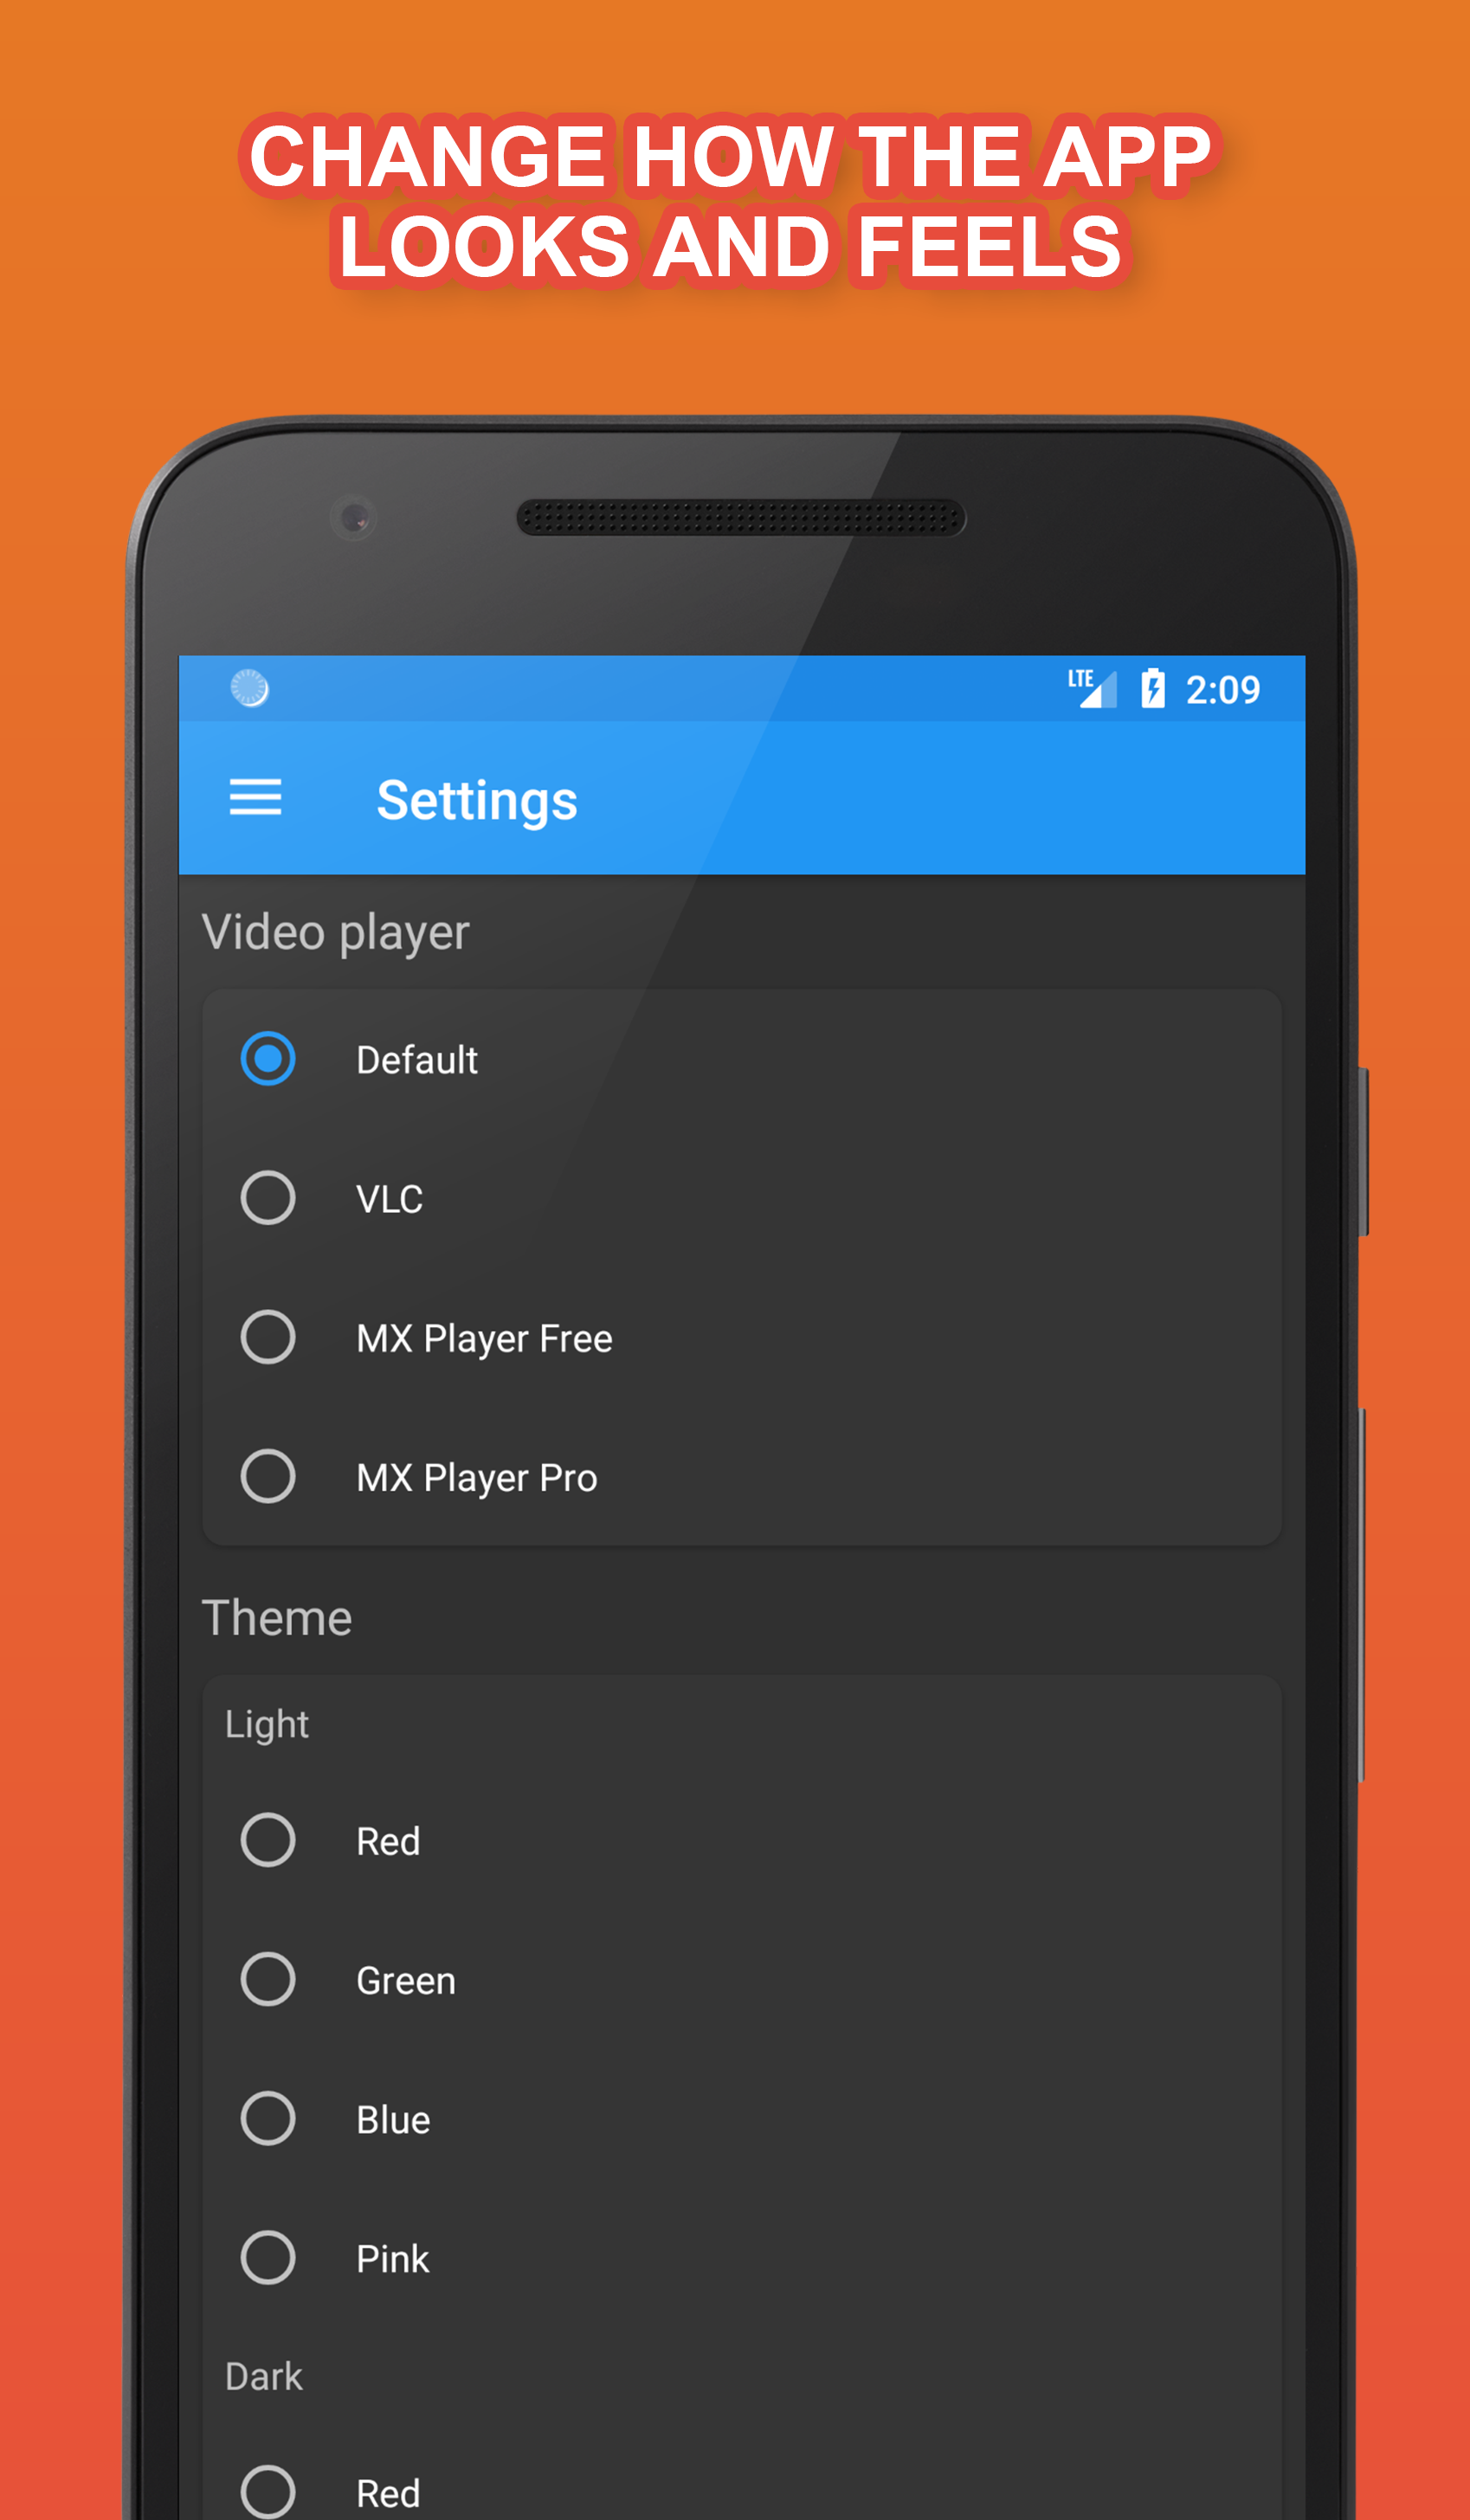 CHANGE HOW THE APP
LOOKS AND FEELS
LTE 2:09
Settings
Video player
Default
VLC
MX Player Free
MX Player Pro
Theme
Light
Red
Green
Blue
Pink
Dark
Red